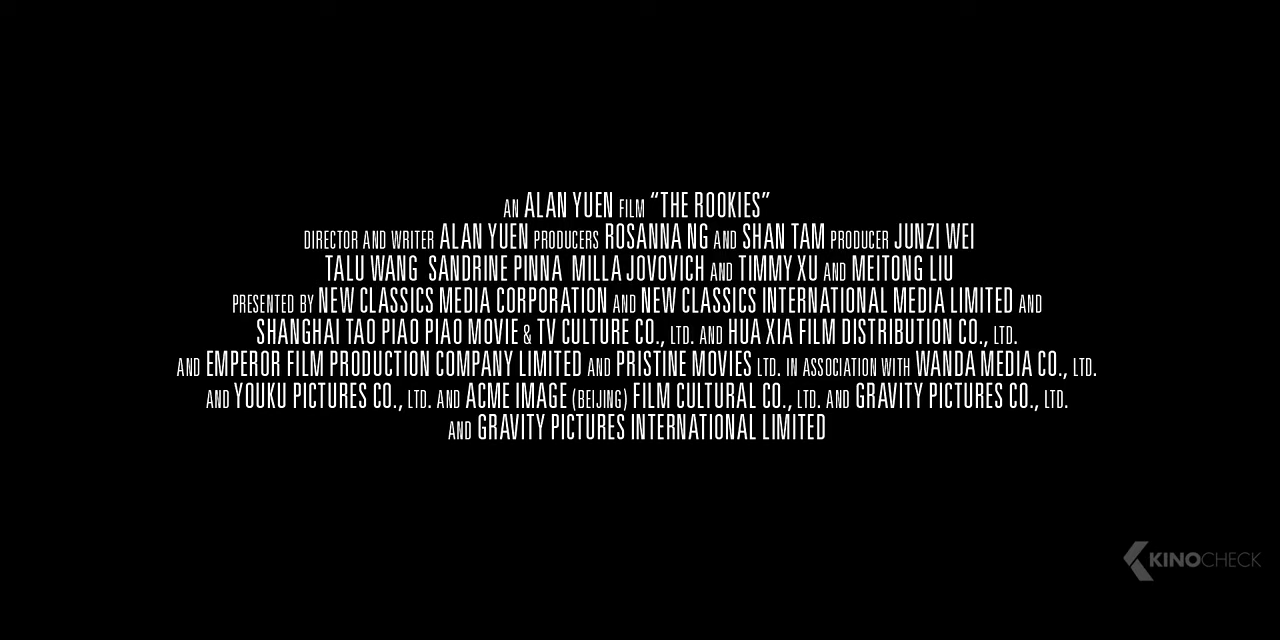 AN ALAN YUEN FILM “THE ROOKIES”
DIRECTOR AND WRITER ALAN YUEN PRODUCERS ROSANNA NG AND SHAN TAM PRODUCER JUNZI WEI
TALU WANG SANDRINE PINNA MILLA JOVOVICH AND TIMMY XU AND MEITONG LIU
PRESENTED BY NEW CLASSICS MEDIA CORPORATION AND NEW CLASSICS INTERNATIONAL MEDIA LIMITED AND
SHANGHAI TAO PIAO PIAO MOVIE & TV CULTURE CO., LTD. AND HUA XIA FILM DISTRIBUTION CO., LTD.
AND EMPEROR FILM PRODUCTION COMPANY LIMITED AND PRISTINE MOVIES LTD. IN ASSOCIATION WITH WANDA MEDIA CO., LTD.
AND YOUKU PICTURES CO., LTD. AND ACME IMAGE (BEIJING) FILM CULTURAL CO., LTD. AND GRAVITY PICTURES CO., LTD.
AND GRAVITY PICTURES INTERNATIONAL LIMITED
KINOCHECK